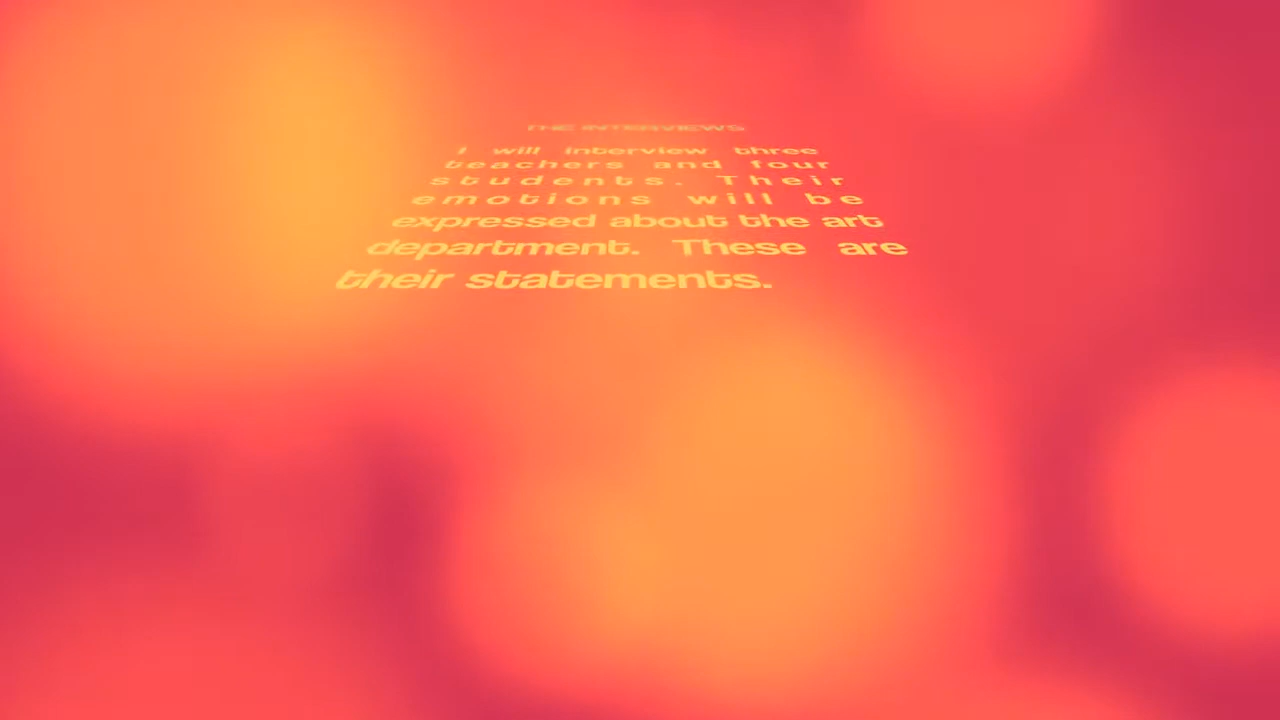 THE INTERVIEWS
I will interview three
teachers and four
students. Their
emotions will be
expressed about the art
department. These are
their statements.